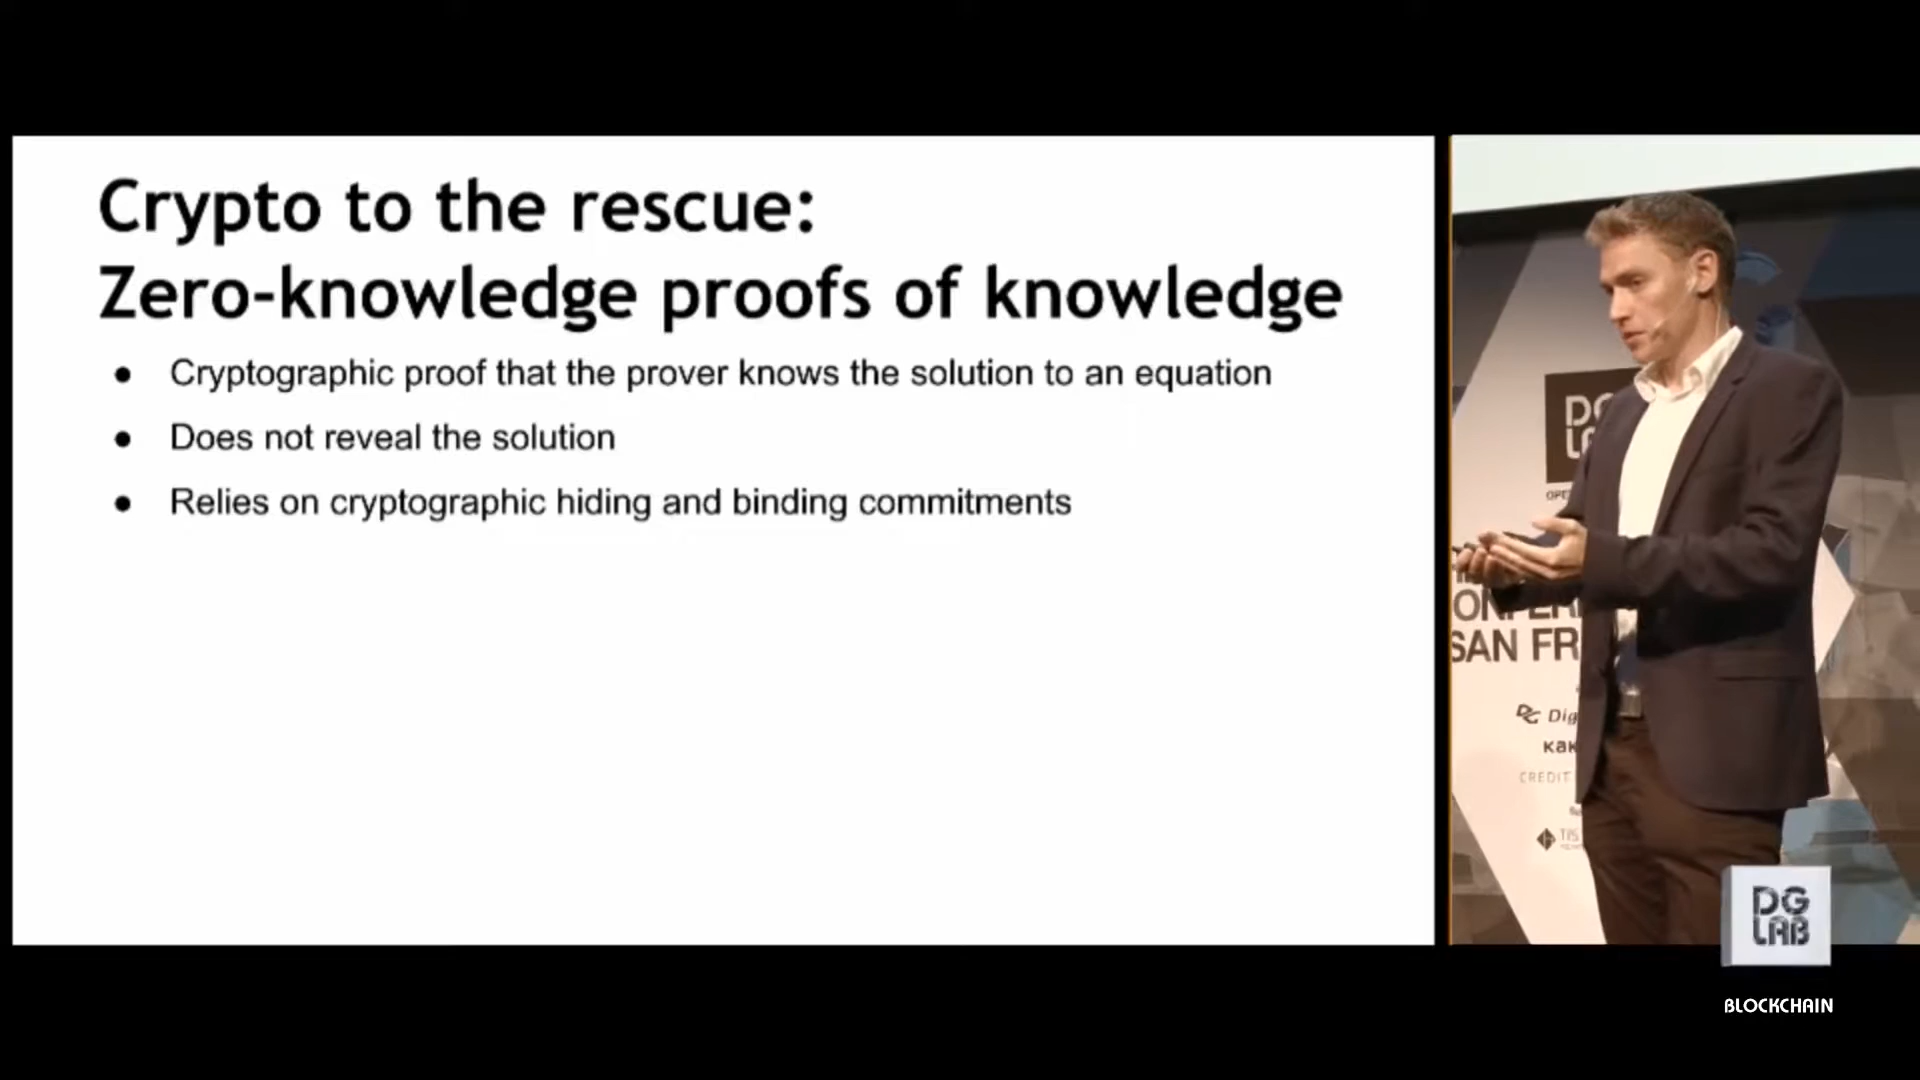 Crypto to the rescue:
Zero-knowledge proofs of knowledge
● Cryptographic proof that the prover knows the solution to an equation
● Does not reveal the solution
● Relies on cryptographic hiding and binding commitments
DG
LAB
SAN FR
CREDIT
TIS
DG
LAB
BLOCKCHAIN